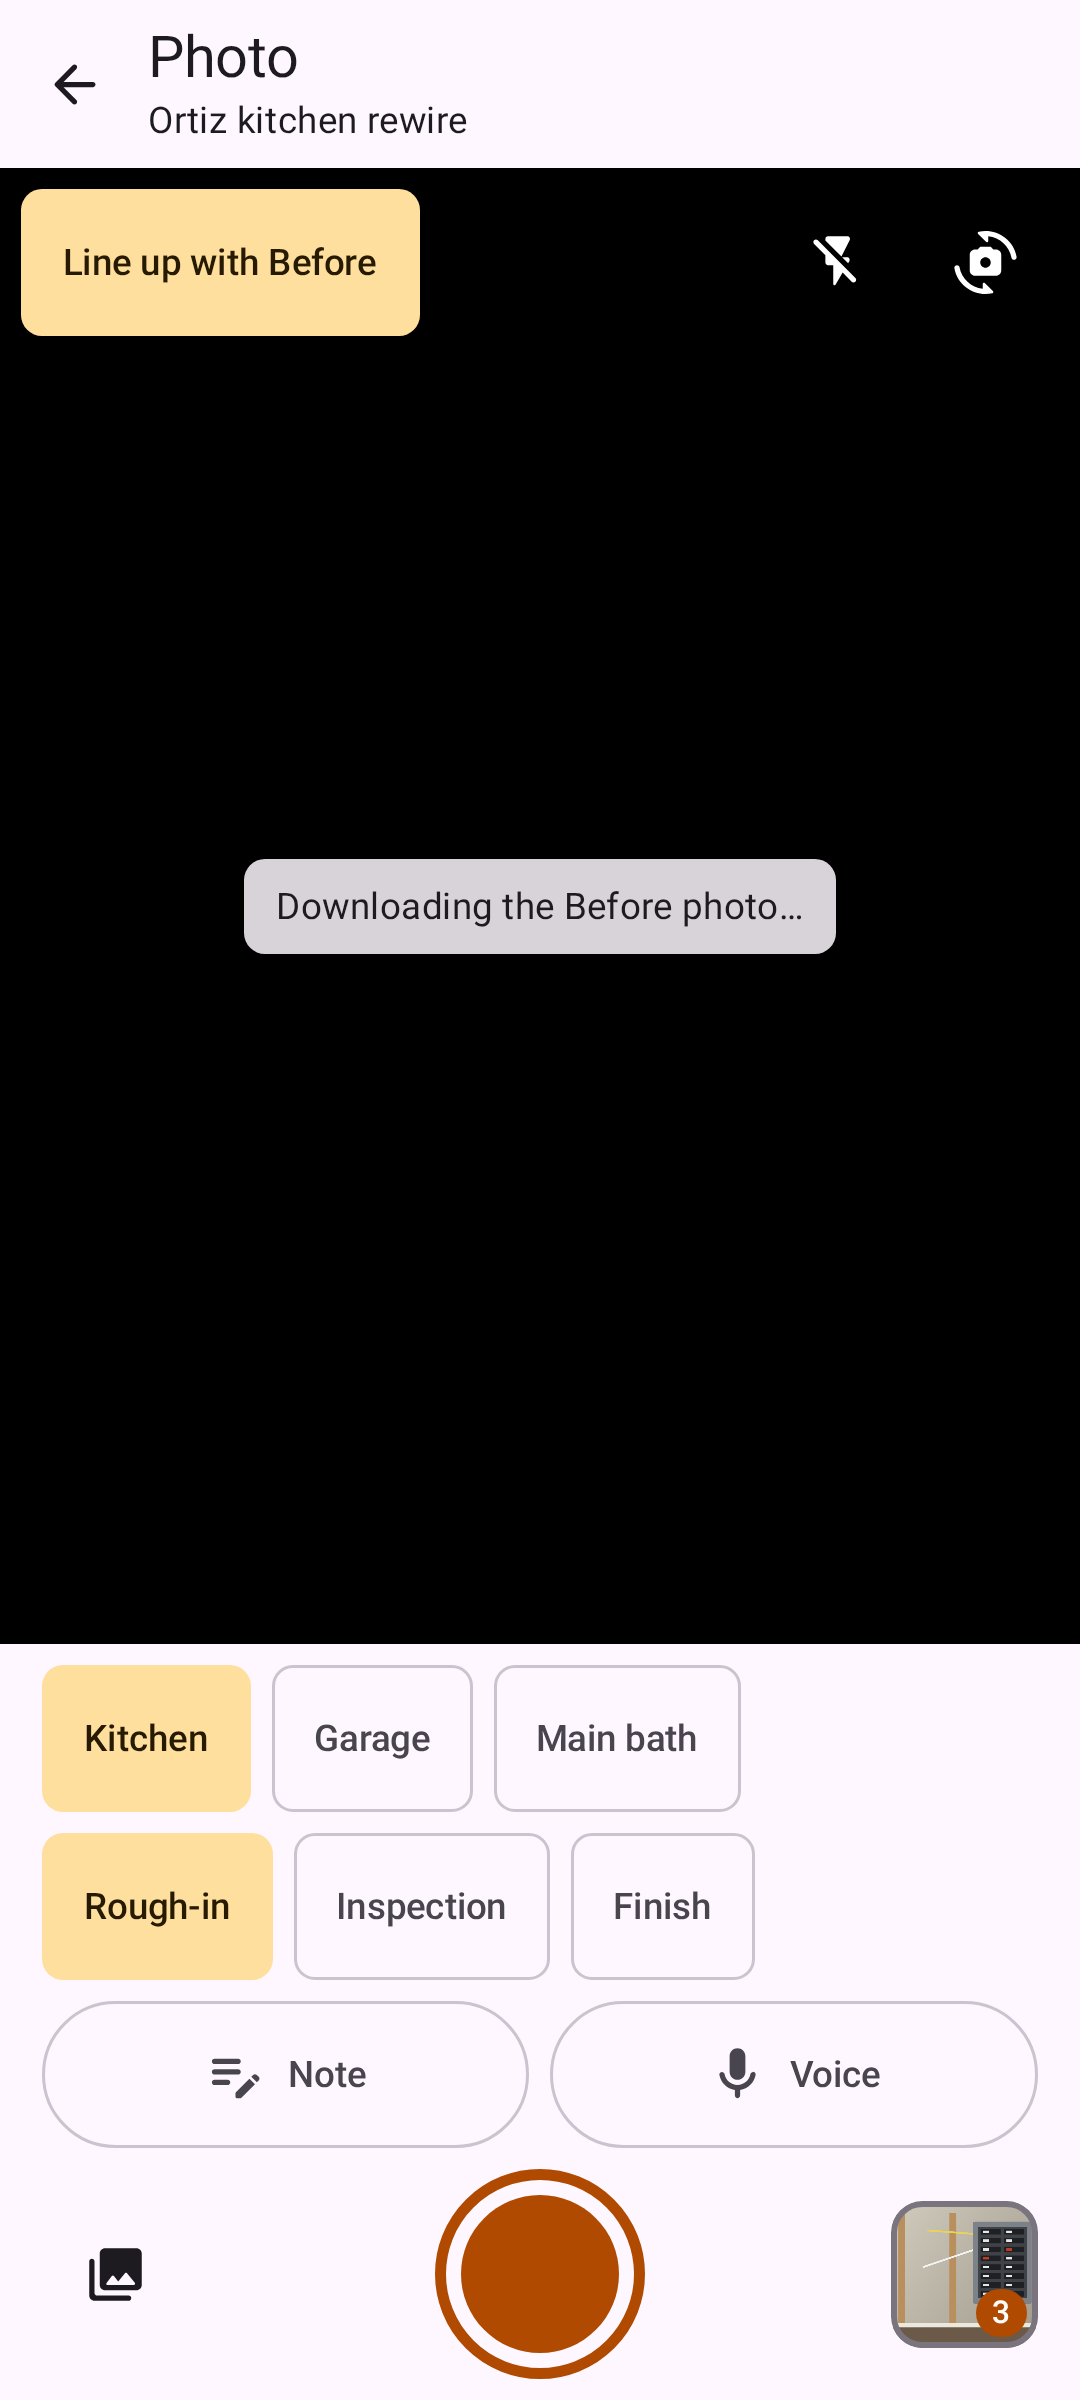 Photo
Ortiz kitchen rewire
Line up with Before
Downloading the Before photo…
Kitchen
Garage
Main bath
Rough-in
Inspection
Finish
Note
Voice
3